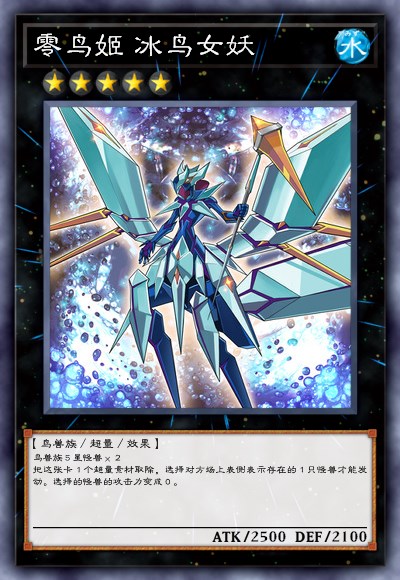 零鸟姬 冰鸟女妖
水
【鸟兽族／超量／效果】
鸟兽族５星怪兽×２
把这张卡１个超量素材取除，选择对方场上表侧表示存在的１只怪兽才能发
动。选择的怪兽的攻击力变成０。
ATK/2500 DEF/2100